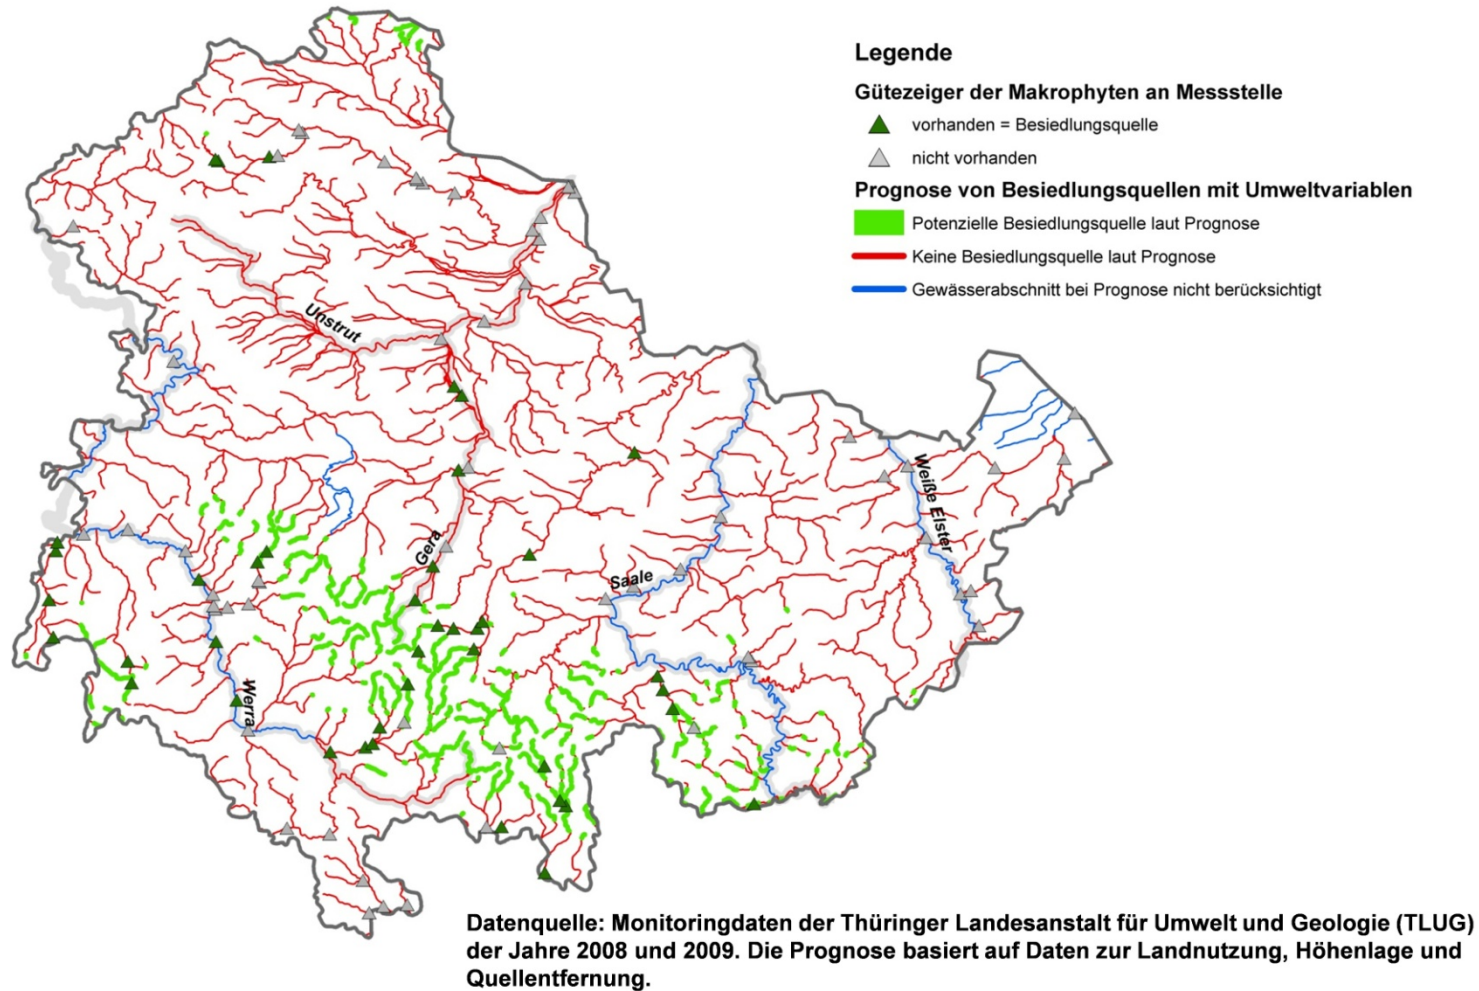 Legende
Gütezeiger der Makrophyten an Messstelle
vorhanden = Besiedlungsquelle
nicht vorhanden
Prognose von Besiedlungsquellen mit Umweltvariablen
Potenzielle Besiedlungsquelle laut Prognose
Keine Besiedlungsquelle laut Prognose
Gewässerabschnitt bei Prognose nicht berücksichtigt
Unstrut
Weiße Elster
Gera
Saale
Werra
Datenquelle: Monitoringdaten der Thüringer Landesanstalt für Umwelt und Geologie (TLUG)
der Jahre 2008 und 2009. Die Prognose basiert auf Daten zur Landnutzung, Höhenlage und
Quellentfernung.